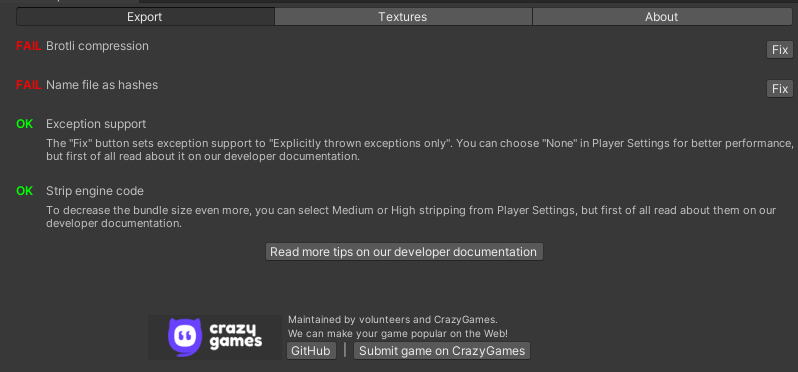 Export Textures About
FAIL Brotli compression Fix
FAIL Name file as hashes Fix
OK Exception support
The "Fix" button sets exception support to "Explicitly thrown exceptions only". You can choose "None" in Player Settings for better performance,
but first of all read about it on our developer documentation.
OK Strip engine code
To decrease the bundle size even more, you can select Medium or High stripping from Player Settings, but first of all read about them on our
developer documentation.
Read more tips on our developer documentation
crazy
games
Maintained by volunteers and CrazyGames.
We can make your game popular on the Web!
GitHub | Submit game on CrazyGames